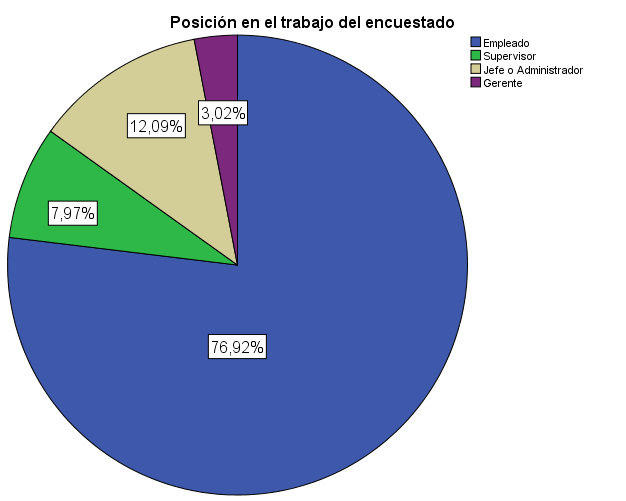 Posición en el trabajo del encuestado
Empleado
Supervisor
Jefe o Administrador
Gerente
3,02%
12,09%
7,97%
76,92%